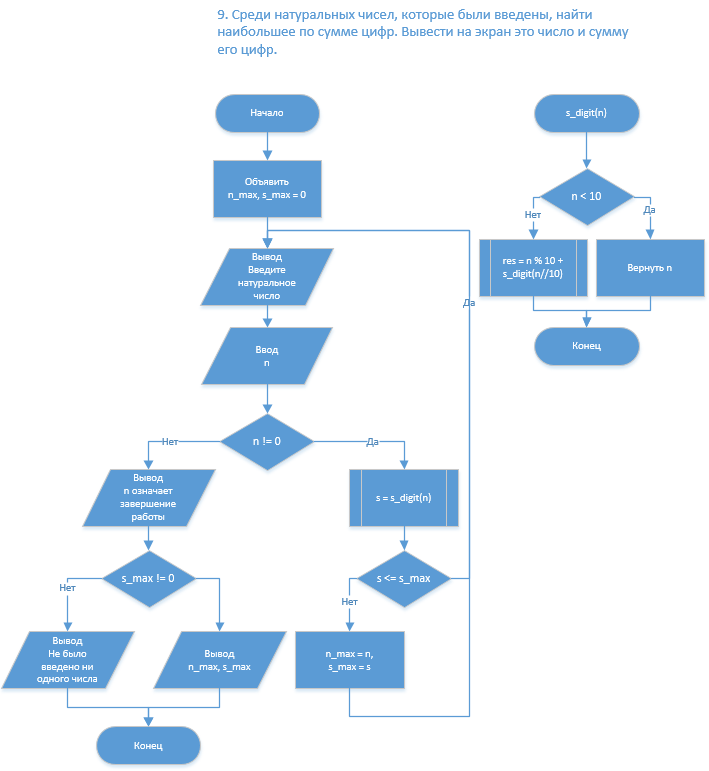 9. Среди натуральных чисел, которые были введены, найти
наибольшее по сумме цифр. Вывести на экран это число и сумму
его цифр.
Начало
Объявить
n_max, s_max = 0
Вывод
Введите
натуральное
число
Ввод
n
n != 0
Нет
Да
Вывод
n означает
завершение
работы
s = s_digit(n)
s_max != 0
Нет
s <= s_max
Нет
Да
Вывод
Не было
введено ни
одного числа
Вывод
n_max, s_max
n_max = n,
s_max = s
Конец
s_digit(n)
n < 10
Нет
Да
res = n % 10 +
s_digit(n//10)
Вернуть n
Конец